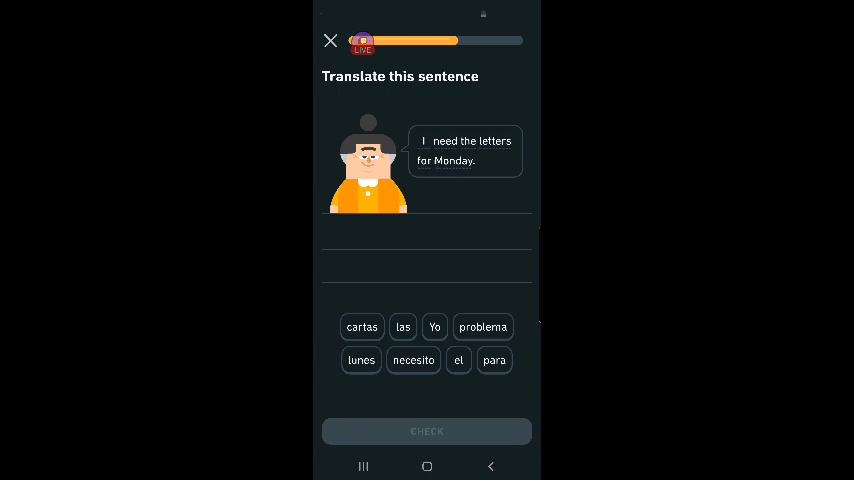 LIVE
Translate this sentence
I need the letters
for Monday.
cartas las Yo problema
lunes necesito el para
CHECK